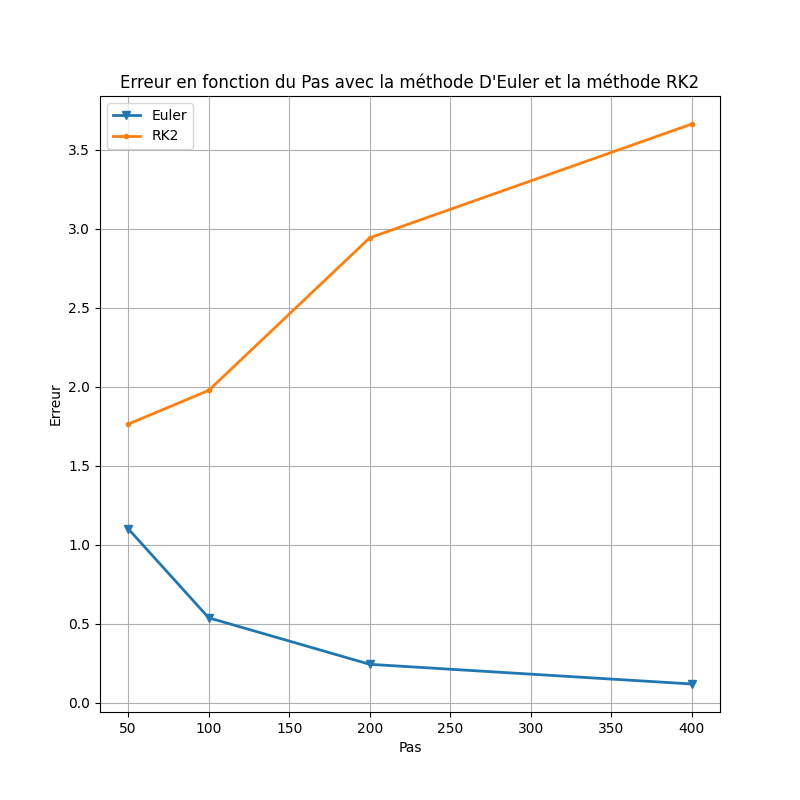 Erreur en fonction du Pas avec la méthode D'Euler et la méthode RK2
Euler
RK2
3.5
3.0
2.5
2.0
1.5
1.0
0.5
0.0
Erreur
50 100 150 200 250 300 350 400
Pas